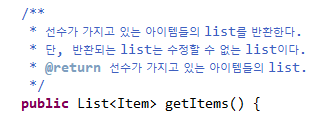 /**
* 선수가 가지고 있는 아이템들의 list를 반환한다.
* 단, 반환되는 list는 수정할 수 없는 list이다.
* @return 선수가 가지고 있는 아이템들의 list.
*/
public List<Item> getItems() {